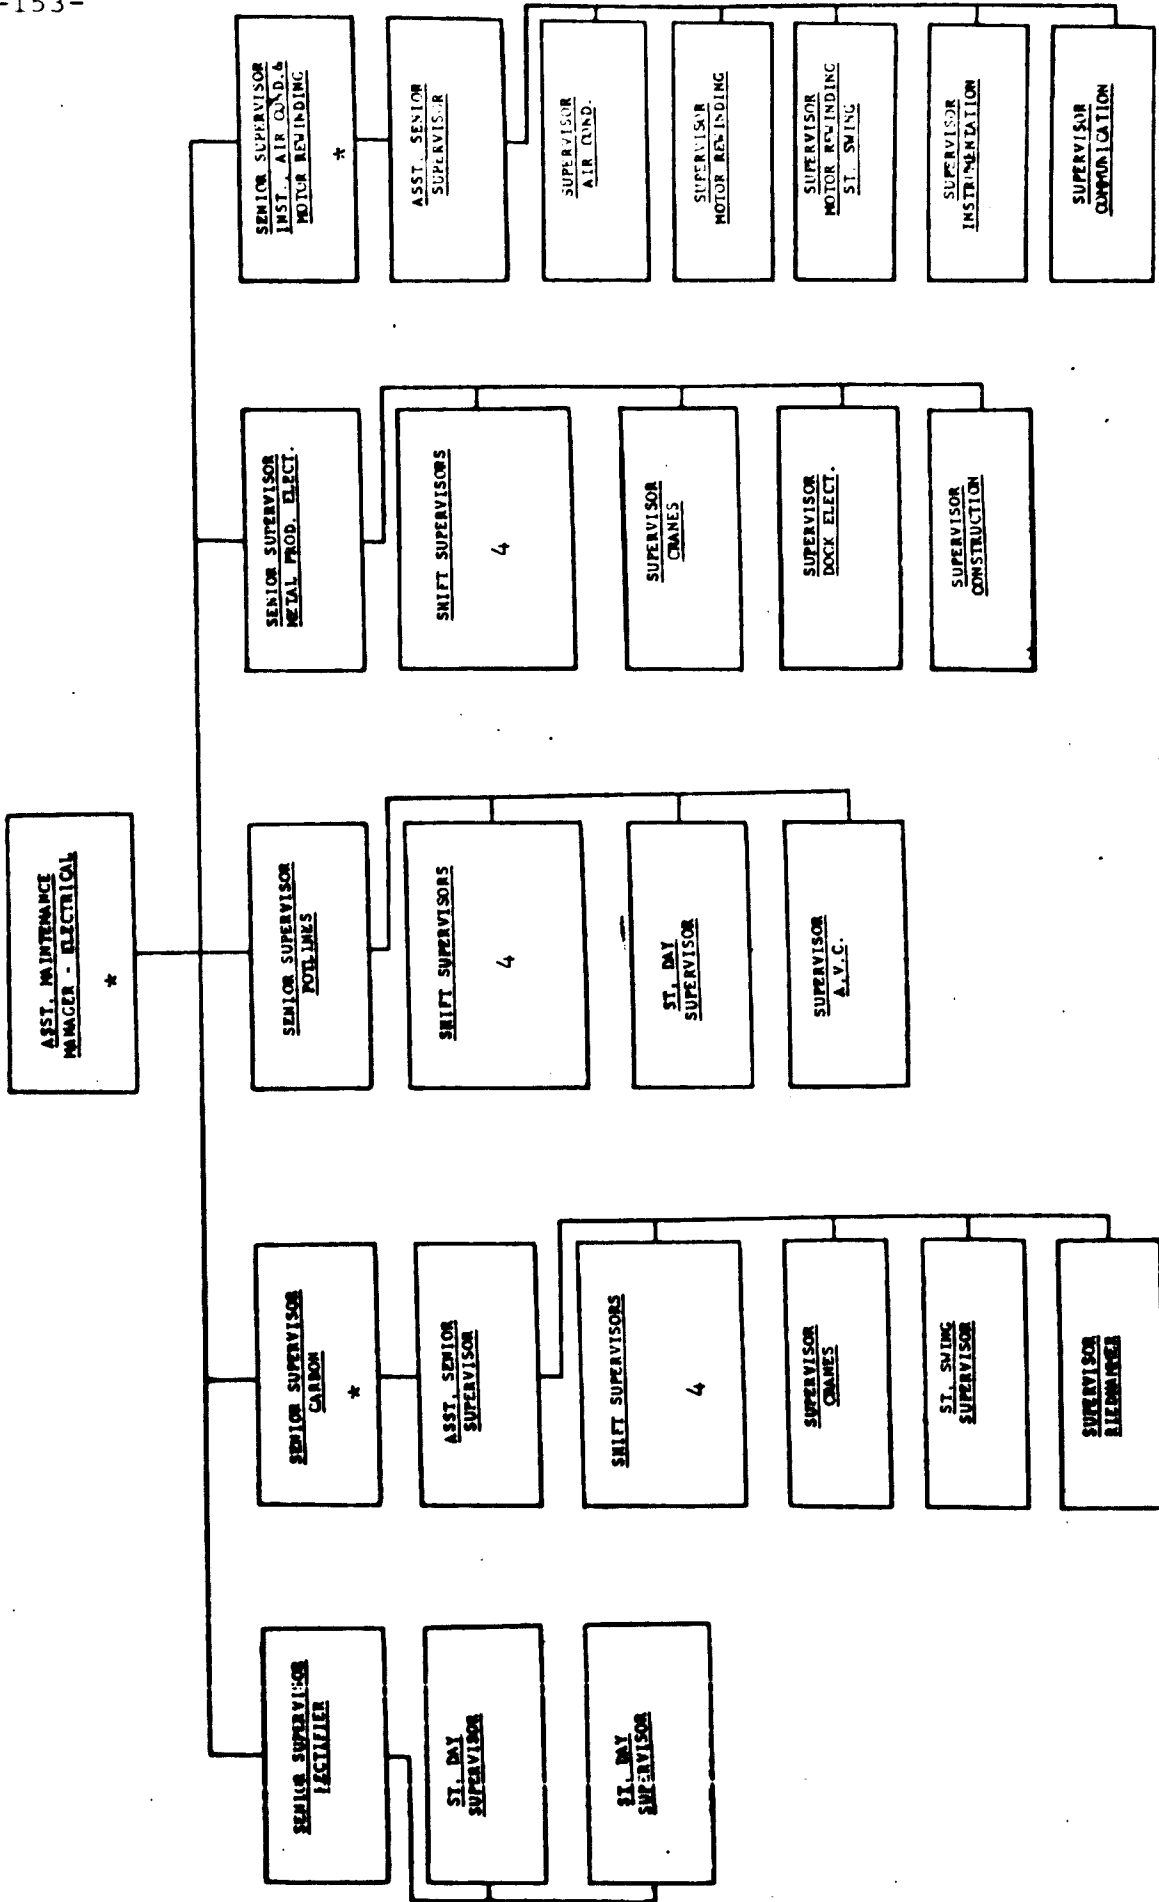 -153-
ASST. MAINTENANCE
MANAGER - ELECTRICAL
*
SENIOR SUPERVISOR
RECTIFIER
ST. DAY
SUPERVISOR
ST. DAY
SUPERVISOR
SENIOR SUPERVISOR
CARBON
*
ASST. SENIOR
SUPERVISOR
SHIFT SUPERVISORS
4
SUPERVISOR
CRANES
ST. SWING
SUPERVISOR
SUPERVISOR
RIEDHAMMER
SENIOR SUPERVISOR
POTLINES
SHIFT SUPERVISORS
4
ST. DAY
SUPERVISOR
SUPERVISOR
A.V.C.
SENIOR SUPERVISOR
METAL PROD. ELECT.
SHIFT SUPERVISORS
4
SUPERVISOR
CRANES
SUPERVISOR
DOCK ELECT.
SUPERVISOR
CONSTRUCTION
SENIOR SUPERVISOR
INST., AIR COND. &
MOTOR REWINDING
*
ASST. SENIOR
SUPERVISOR
SUPERVISOR
AIR COND.
SUPERVISOR
MOTOR REWINDING
SUPERVISOR
MOTOR REWINDING
ST. SWING
SUPERVISOR
INSTRUMENTATION
SUPERVISOR
COMMUNICATION